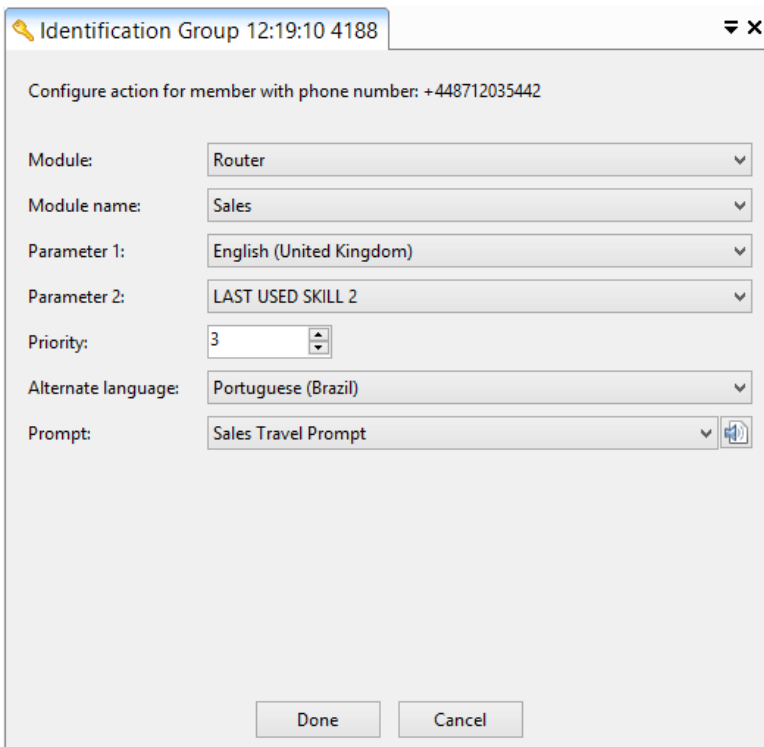 Identification Group 12:19:10 4188
Configure action for member with phone number: +448712035442
Module: Router
Module name: Sales
Parameter 1: English (United Kingdom)
Parameter 2: LAST USED SKILL 2
Priority: 3
Alternate language: Portuguese (Brazil)
Prompt: Sales Travel Prompt
Done Cancel